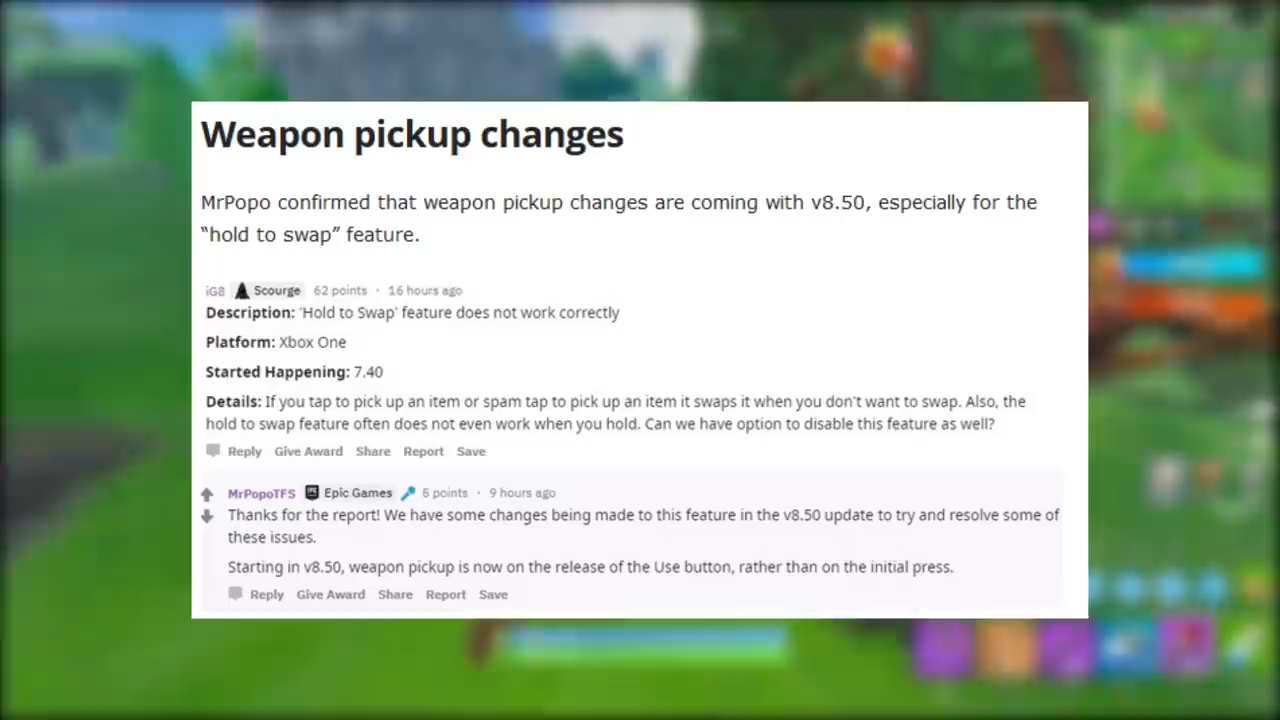 Weapon pickup changes
MrPopo confirmed that weapon pickup changes are coming with v8.50, especially for the
“hold to swap” feature.
iG8 Scourge 62 points · 16 hours ago
Description: 'Hold to Swap' feature does not work correctly
Platform: Xbox One
Started Happening: 7.40
Details: If you tap to pick up an item or spam tap to pick up an item it swaps it when you don't want to swap. Also, the
hold to swap feature often does not even work when you hold. Can we have option to disable this feature as well?
Reply Give Award Share Report Save
MrPopoTFS Epic Games 5 points · 9 hours ago
Thanks for the report! We have some changes being made to this feature in the v8.50 update to try and resolve some of
these issues.
Starting in v8.50, weapon pickup is now on the release of the Use button, rather than on the initial press.
Reply Give Award Share Report Save